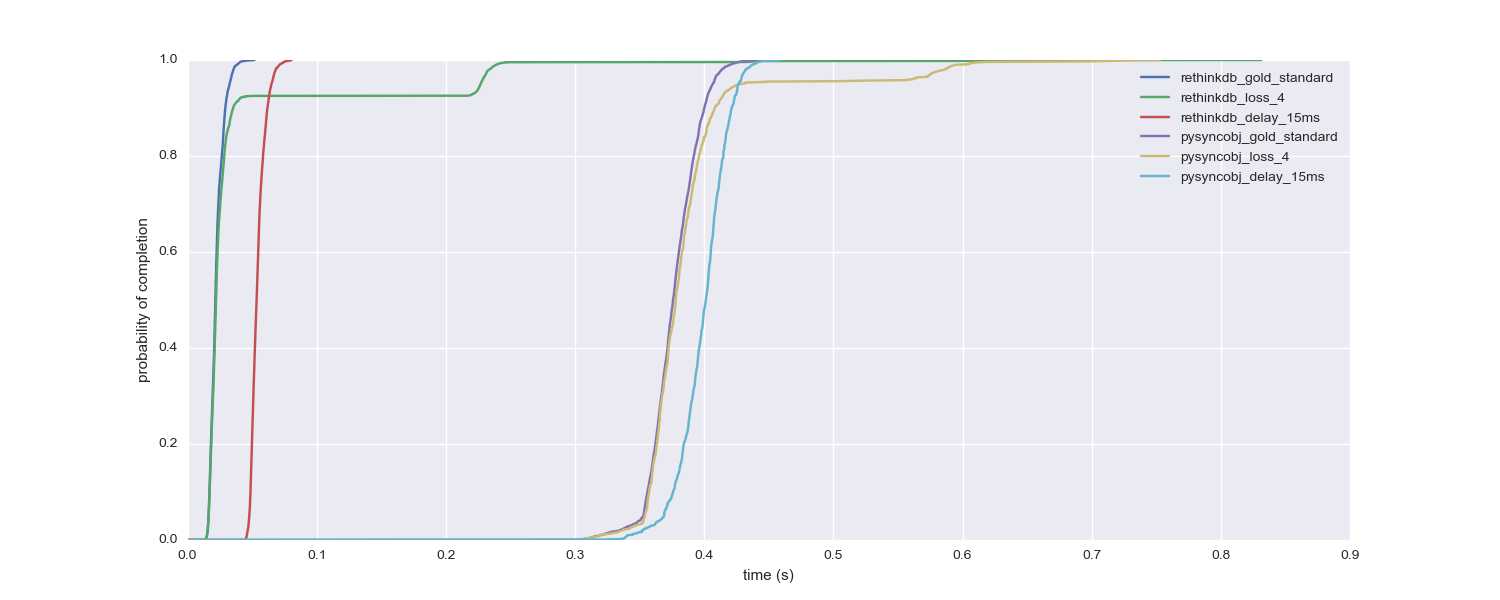 1.0
0.8
0.6
0.4
0.2
0.0
probability of completion
rethinkdb_gold_standard
rethinkdb_loss_4
rethinkdb_delay_15ms
pysyncobj_gold_standard
pysyncobj_loss_4
pysyncobj_delay_15ms
0.0 0.1 0.2 0.3 0.4 0.5 0.6 0.7 0.8 0.9
time (s)